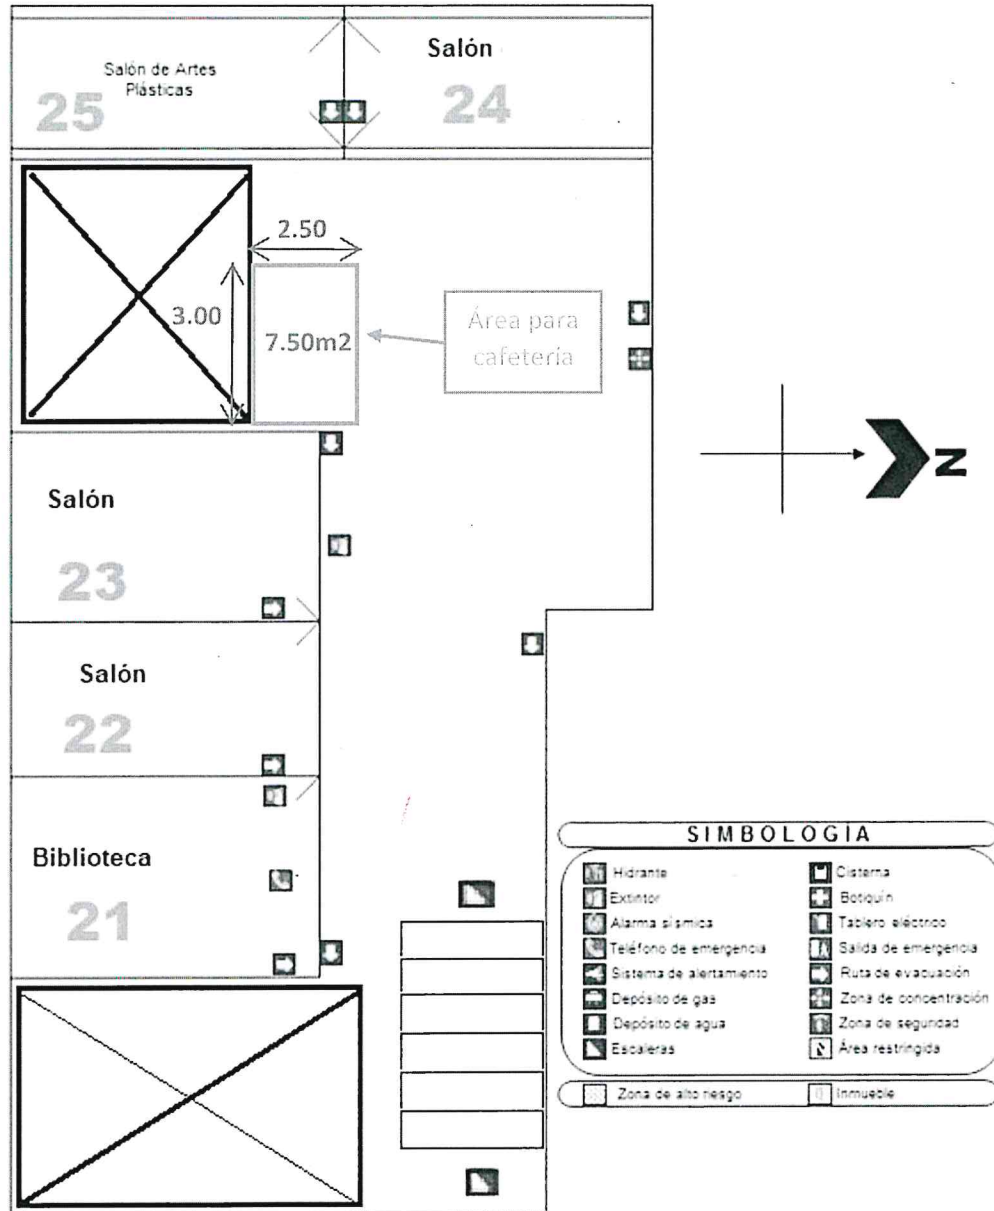 Salón
Salón de Artes
Plásticas
25
24
2.50
3.00
7.50m2
Área para
cafetería
Salón
23
N
Salón
22
Biblioteca
21
SIMBOLOGIA
Hidrante
Extintor
Alarma sísmica
Teléfono de emergencia
Sistema de alertamiento
Depósito de gas
Depósito de agua
Escaleras
Cisterna
Botiquín
Tablero eléctrico
Salida de emergencia
Ruta de evacuación
Zona de concentración
Zona de seguridad
Área restringida
Zona de alto riesgo
Inmueble